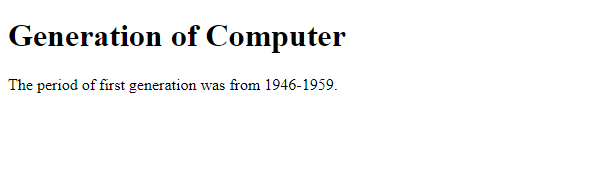 Generation of Computer
The period of first generation was from 1946-1959.